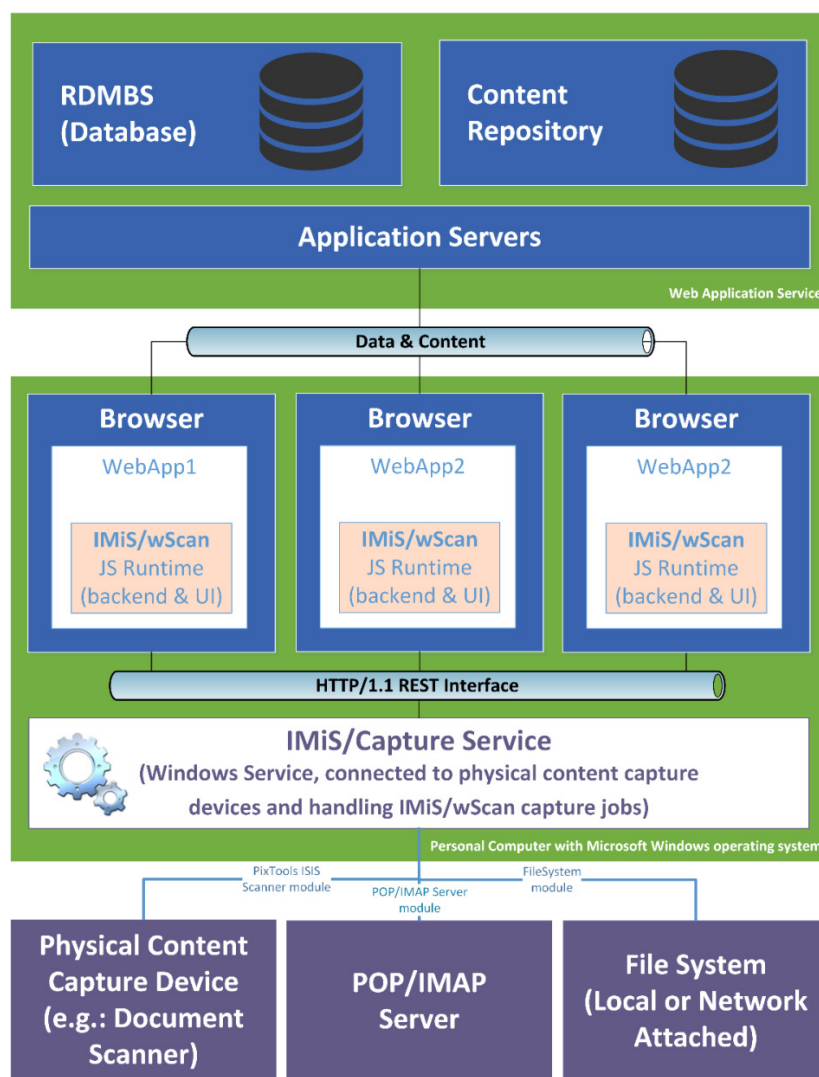 RDMBS
(Database)
Content
Repository
Application Servers
Web Application Service
Data & Content
Browser
WebApp1
IMiS/wScan
JS Runtime
(backend & UI)
Browser
WebApp2
IMiS/wScan
JS Runtime
(backend & UI)
Browser
WebApp2
IMiS/wScan
JS Runtime
(backend & UI)
HTTP/1.1 REST Interface
IMiS/Capture Service
(Windows Service, connected to physical content capture
devices and handling IMiS/wScan capture jobs)
Personal Computer with Microsoft Windows operating system
PixTools ISIS
Scanner module
POP/IMAP Server
module
FileSystem
module
Physical Content
Capture Device
(e.g.: Document
Scanner)
POP/IMAP
Server
File System
(Local or Network
Attached)